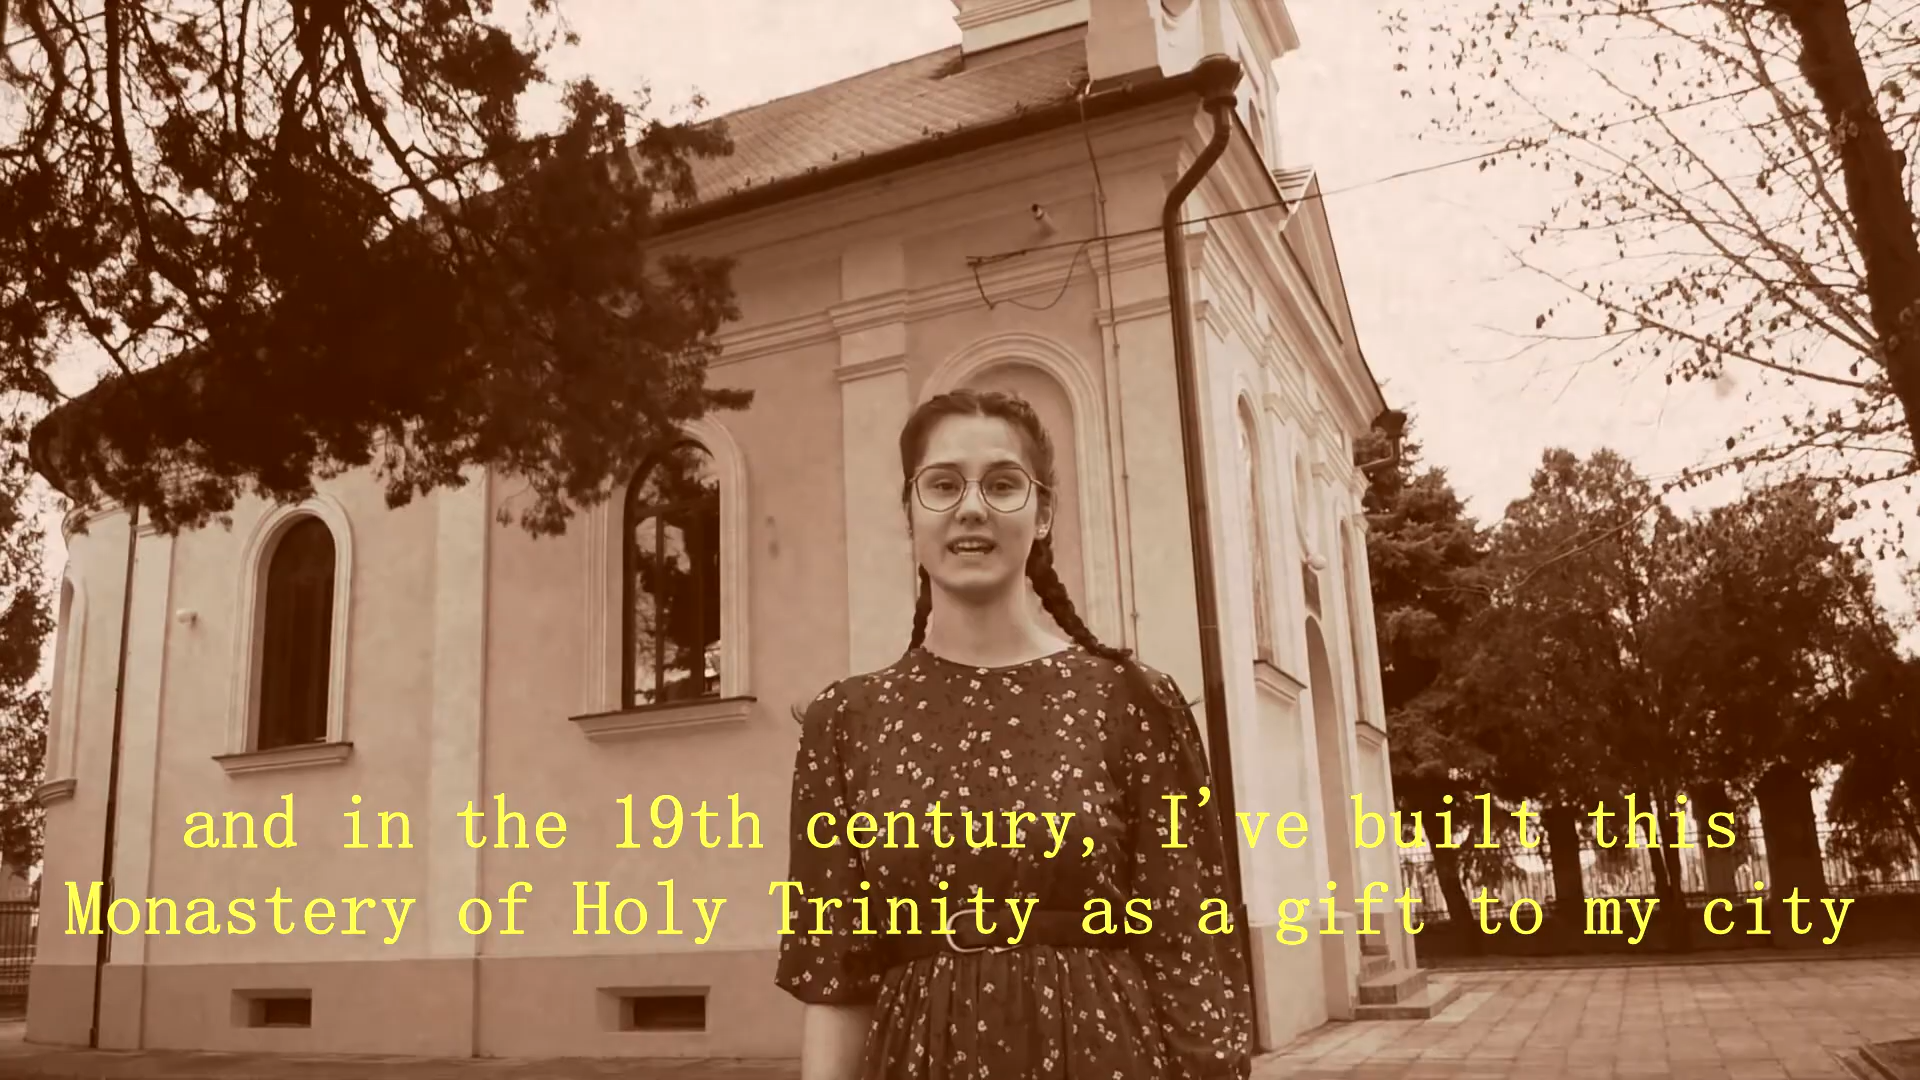 and in the 19th century, I've built this
Monastery of Holy Trinity as a gift to my city